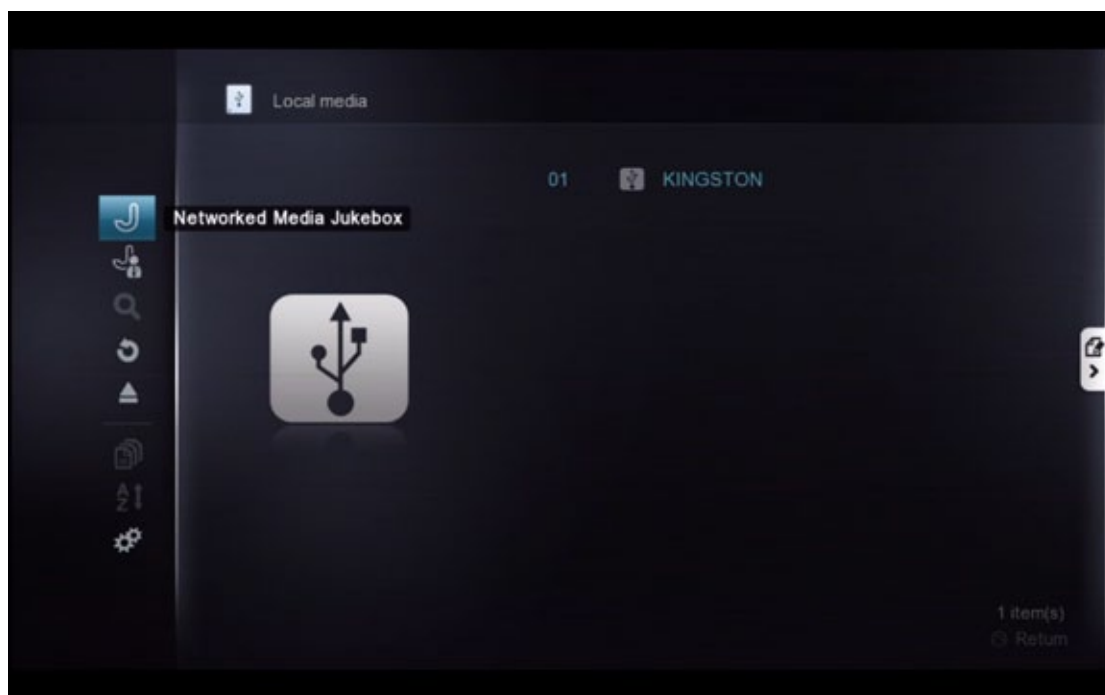 Local media
01 KINGSTON
Networked Media Jukebox
A
Z
1 item(s)
Return